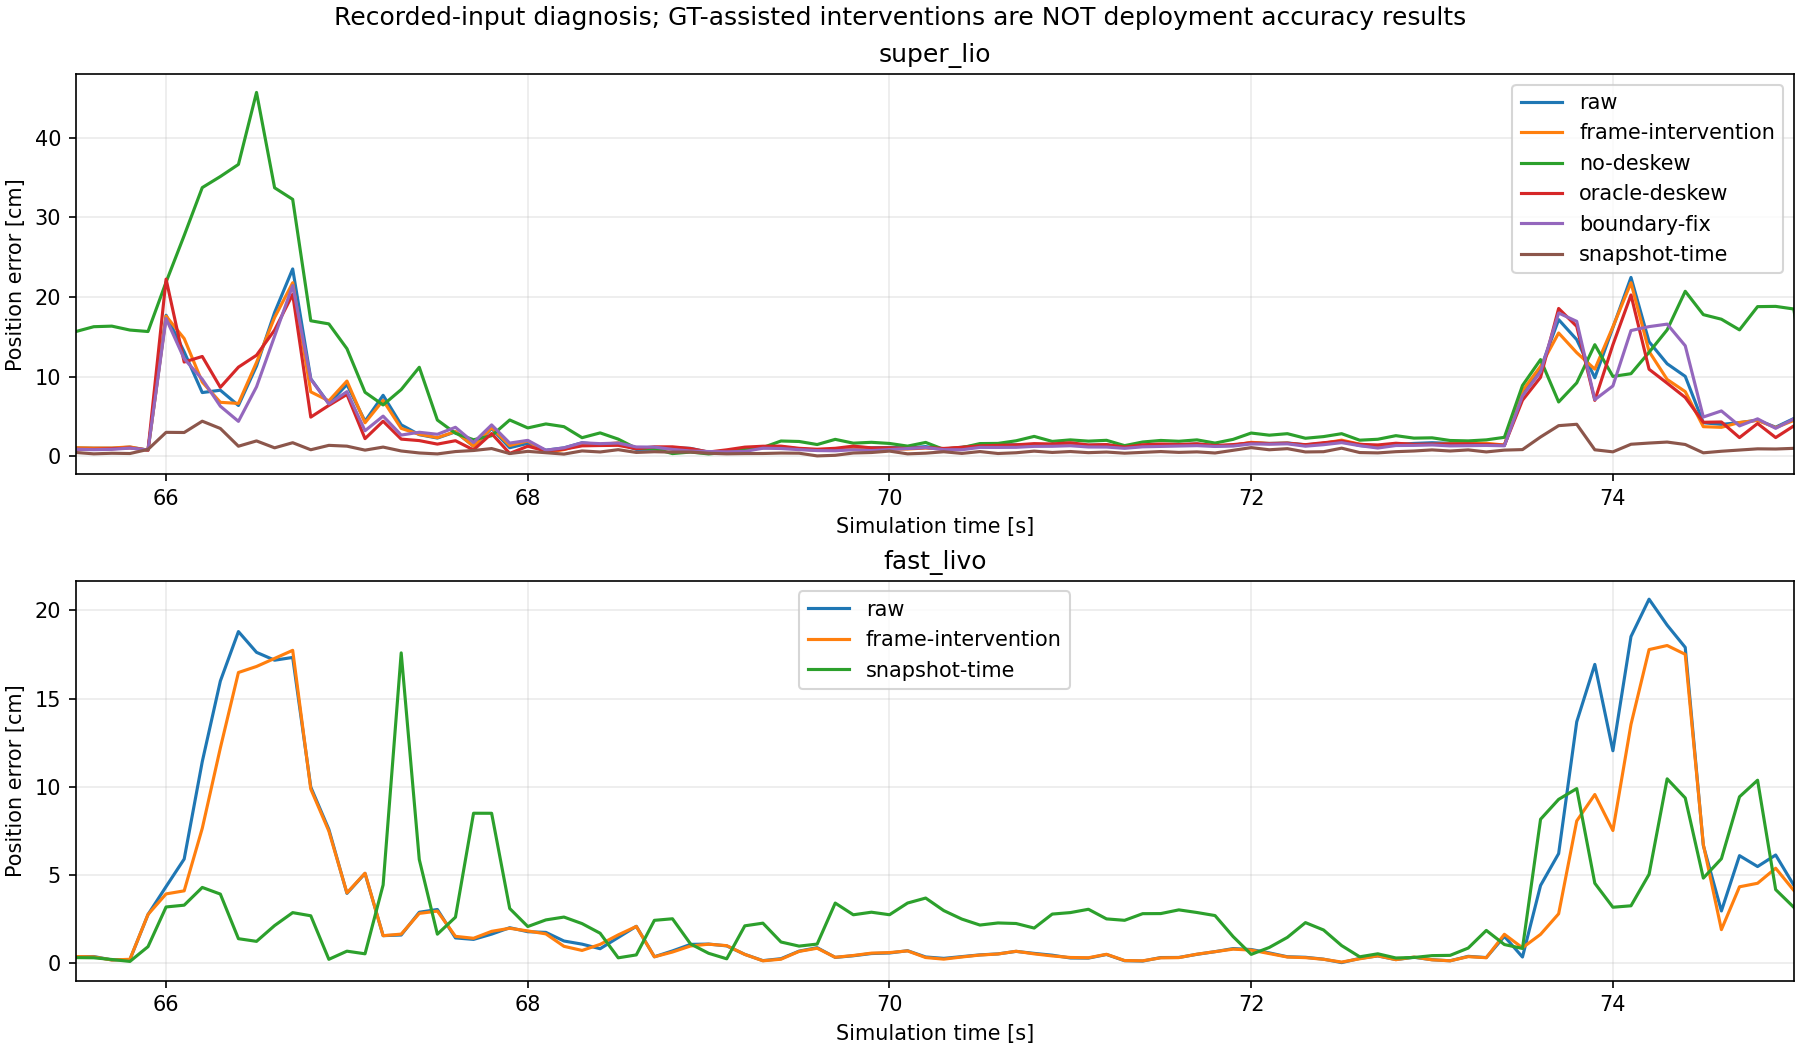 Recorded-input diagnosis; GT-assisted interventions are NOT deployment accuracy results
super_lio
Position error [cm]
40
30
20
10
0
raw
frame-intervention
no-deskew
oracle-deskew
boundary-fix
snapshot-time
66 68 70 72 74
Simulation time [s]
fast_livo
Position error [cm]
20
15
10
5
0
raw
frame-intervention
snapshot-time
66 68 70 72 74
Simulation time [s]